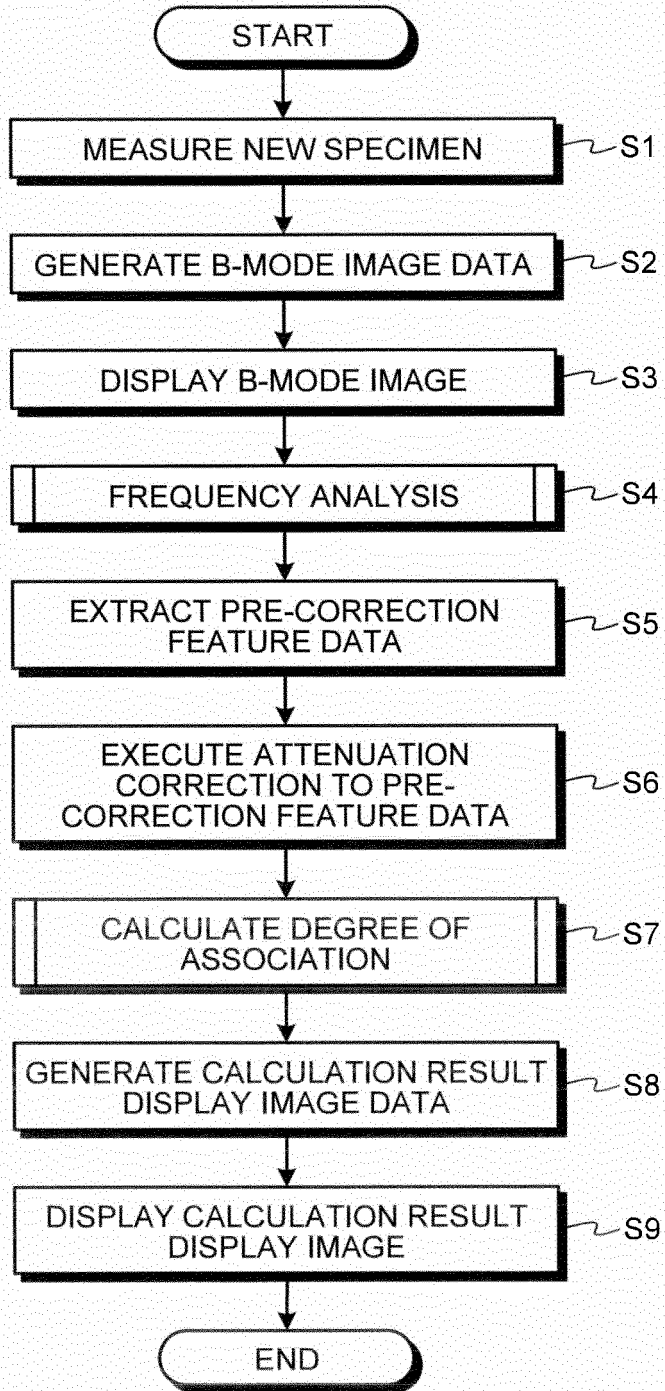 START
MEASURE NEW SPECIMEN
S1
GENERATE B-MODE IMAGE DATA
S2
DISPLAY B-MODE IMAGE
S3
FREQUENCY ANALYSIS
S4
EXTRACT PRE-CORRECTION
FEATURE DATA
S5
EXECUTE ATTENUATION
CORRECTION TO PRE-
CORRECTION FEATURE DATA
S6
CALCULATE DEGREE OF
ASSOCIATION
S7
GENERATE CALCULATION RESULT
DISPLAY IMAGE DATA
S8
DISPLAY CALCULATION RESULT
DISPLAY IMAGE
S9
END